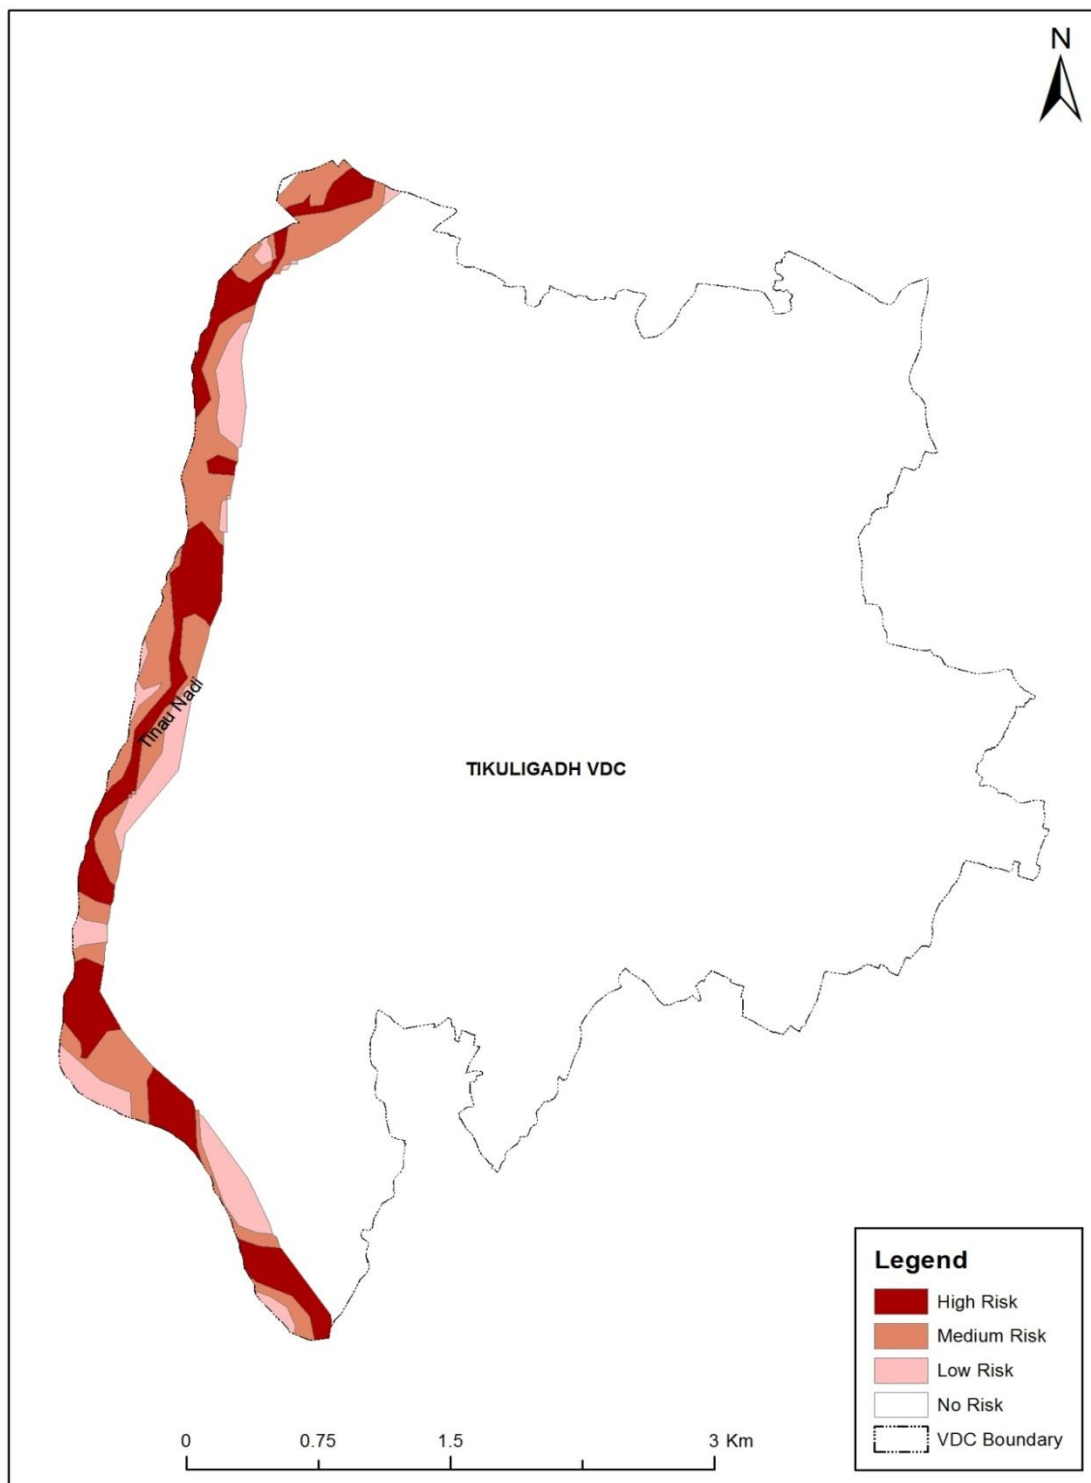 N
Tinau Nadi
TIKULIGADH VDC
Legend
High Risk
Medium Risk
Low Risk
No Risk
VDC Boundary
0 0.75 1.5 3 Km